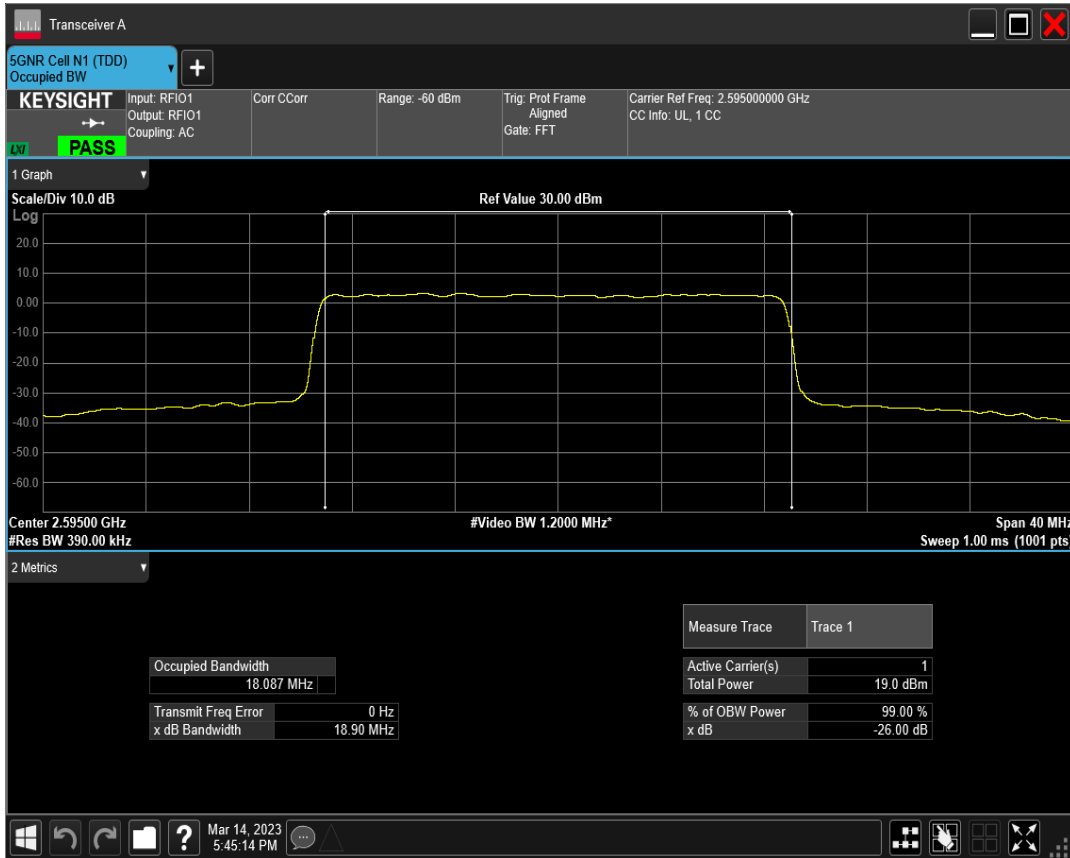 Transceiver A
5GNR Cell N1 (TDD)
Occupied BW
+
KEYSIGHT
LXI
PASS
Input: RFIO1
Output: RFIO1
Coupling: AC
Corr CCorr
Range: -60 dBm
Trig: Prot Frame
Aligned
Gate: FFT
Carrier Ref Freq: 2.595000000 GHz
CC Info: UL, 1 CC
1 Graph
Scale/Div 10.0 dB
Ref Value 30.00 dBm
Log
20.0
10.0
0.00
-10.0
-20.0
-30.0
-40.0
-50.0
-60.0
Center 2.59500 GHz
#Video BW 1.2000 MHz*
Span 40 MHz
#Res BW 390.00 kHz
Sweep 1.00 ms (1001 pts)
2 Metrics
Measure Trace Trace 1
Occupied Bandwidth
18.087 MHz
Active Carrier(s) 1
Total Power 19.0 dBm
Transmit Freq Error 0 Hz
x dB Bandwidth 18.90 MHz
% of OBW Power 99.00 %
x dB -26.00 dB
?
Mar 14, 2023
5:45:14 PM